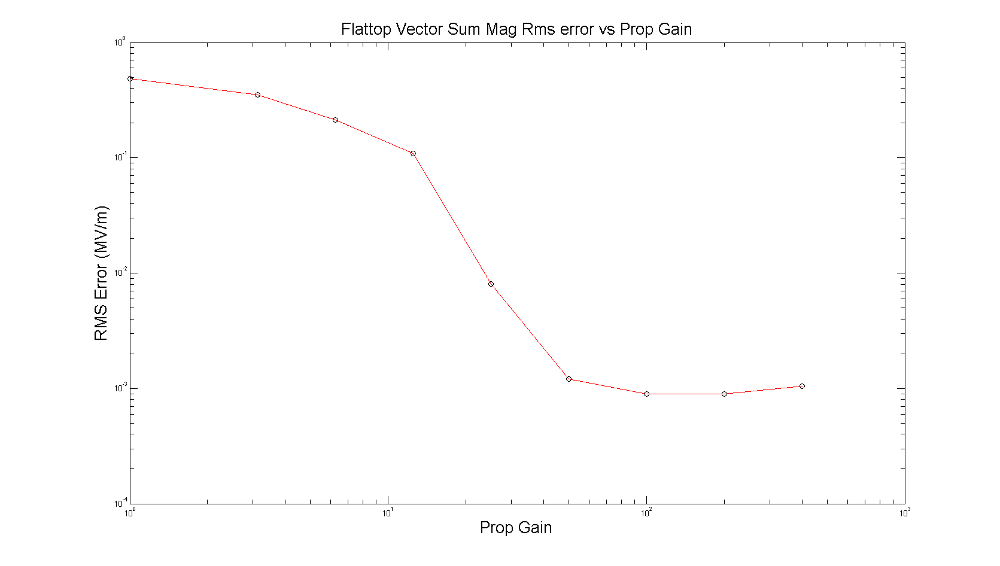 Flattop Vector Sum Mag Rms error vs Prop Gain
10^0
10^-1
10^-2
10^-3
10^-4
RMS Error (MV/m)
10^0 10^1 10^2 10^3
Prop Gain